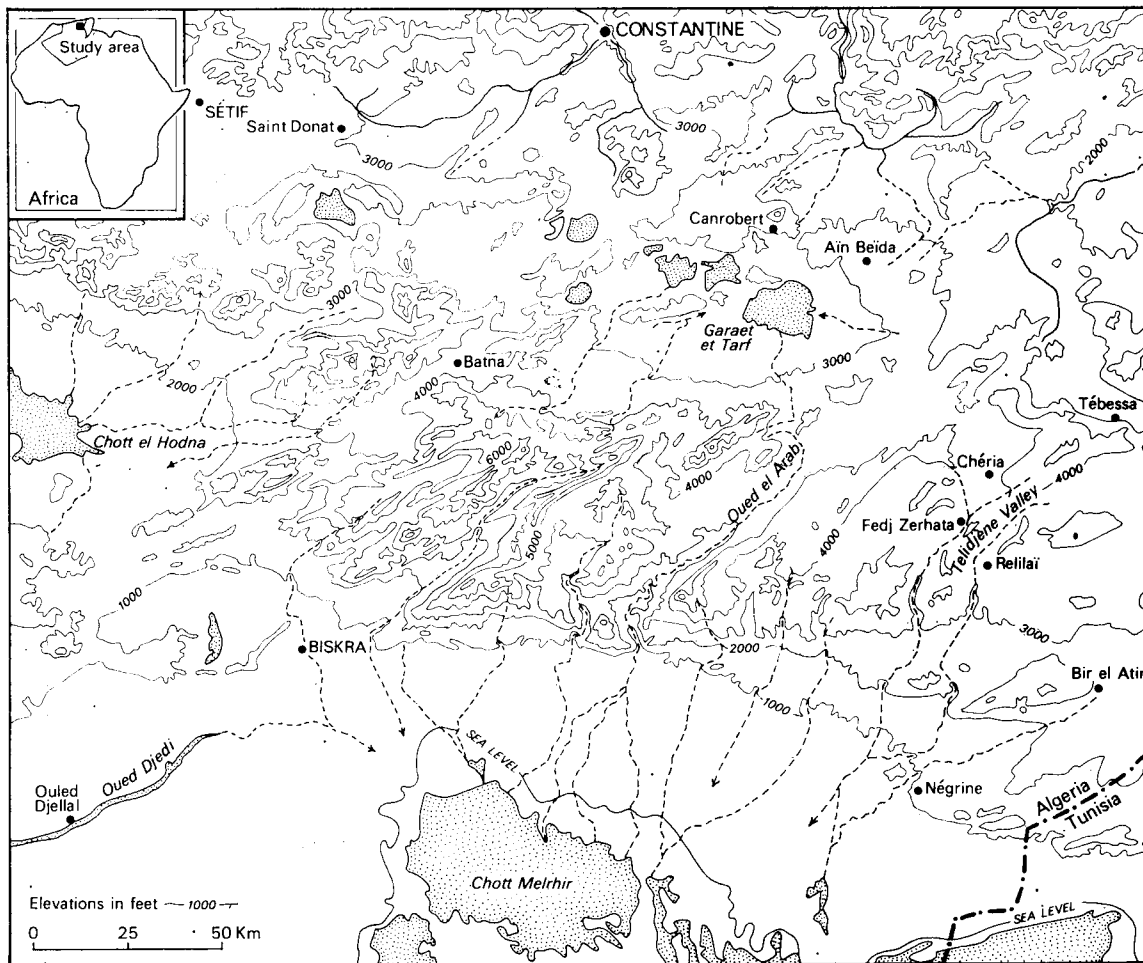 CONSTANTINE
Study area
SÉTIF
Saint Donat
3000
3000
2000
Africa
Canrobert
Aïn Beïda
3000
Garaet
et Tarf
3000
Batna
2000
4000
Tébessa
Chott el Hodna
6000
Oued el Arab
Chéria
4000
4000
Fedj Zerhata
Telidjène Valley
5000
4000
Relilaï
1000
3000
BISKRA
2000
Bir el Atir
1000
SEA LEVEL
Oued Djedi
Ouled
Djellal
Négrine
Algeria
Tunisia
Chott Melrhir
Elevations in feet 1000
SEA LEVEL
0 25 50 Km